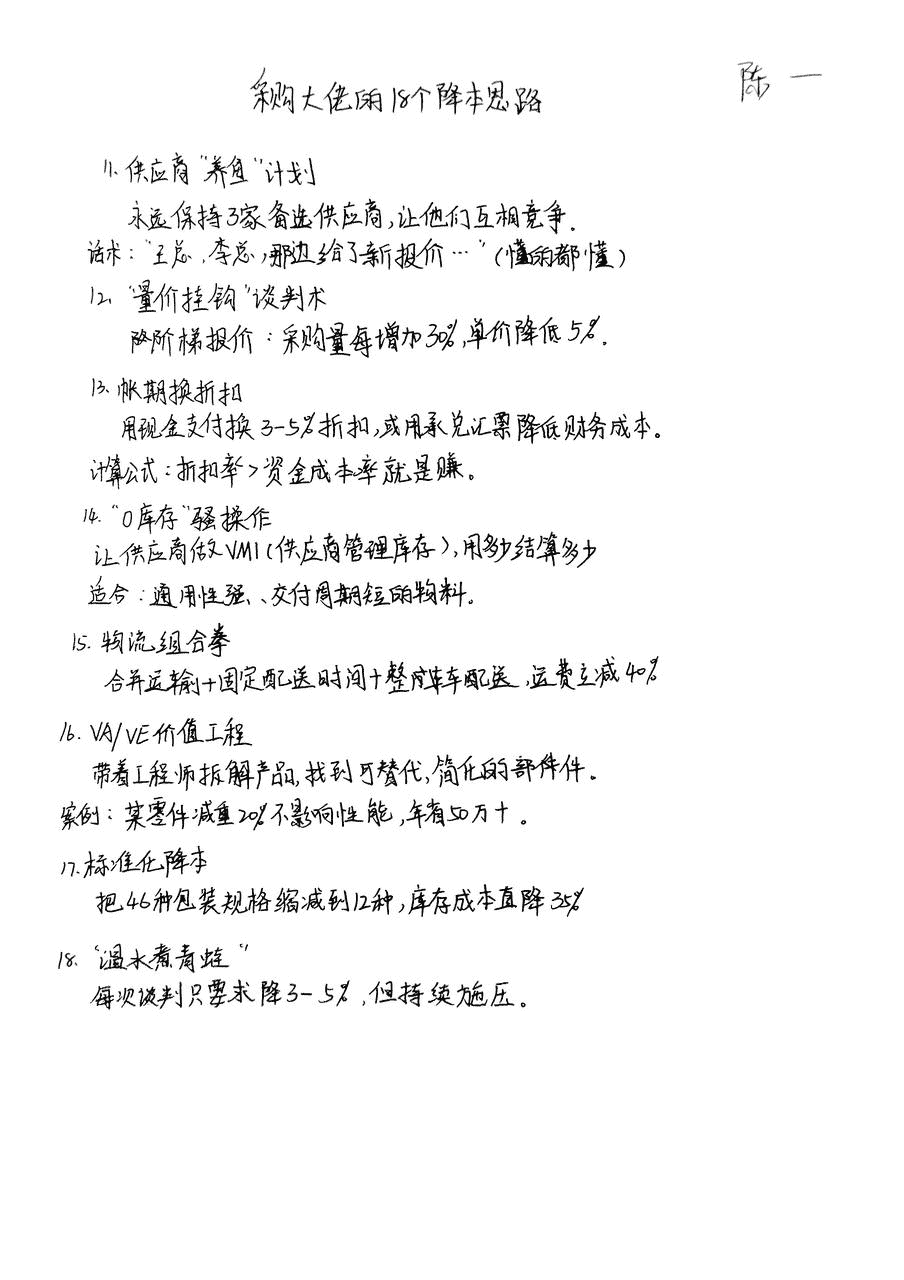 采购大佬的18个降本思路
陈一
11. 供应商"养鱼"计划
永远保持3家备选供应商,让他们互相竞争.
话术:"王总、李总,那边给了新报价…"(懂的都懂)
12、"量价挂钩"谈判术
阶梯报价:采购量每增加30%,单价降低5%.
13、帐期换折扣
用现金支付换3-5%折扣,或用承兑汇票降低财务成本。
计算公式:折扣率>资金成本率就是赚。
14. "0库存"骚操作
让供应商做VMI(供应商管理库存),用多少结算多少
适合:通用性强、交付周期短的物料。
15. 物流组合拳
合并运输+固定配送时间+整车配送,运费立减40%
16. VA/VE价值工程
带着工程师拆解产品,找到可替代,简化的部件件。
案例:某零件减重20%不影响性能,年省50万+。
17.标准化降本
把46种包装规格缩减到12种,库存成本直降35%
18. "温水煮青蛙"
每次谈判只要求降3-5%,但持续施压。